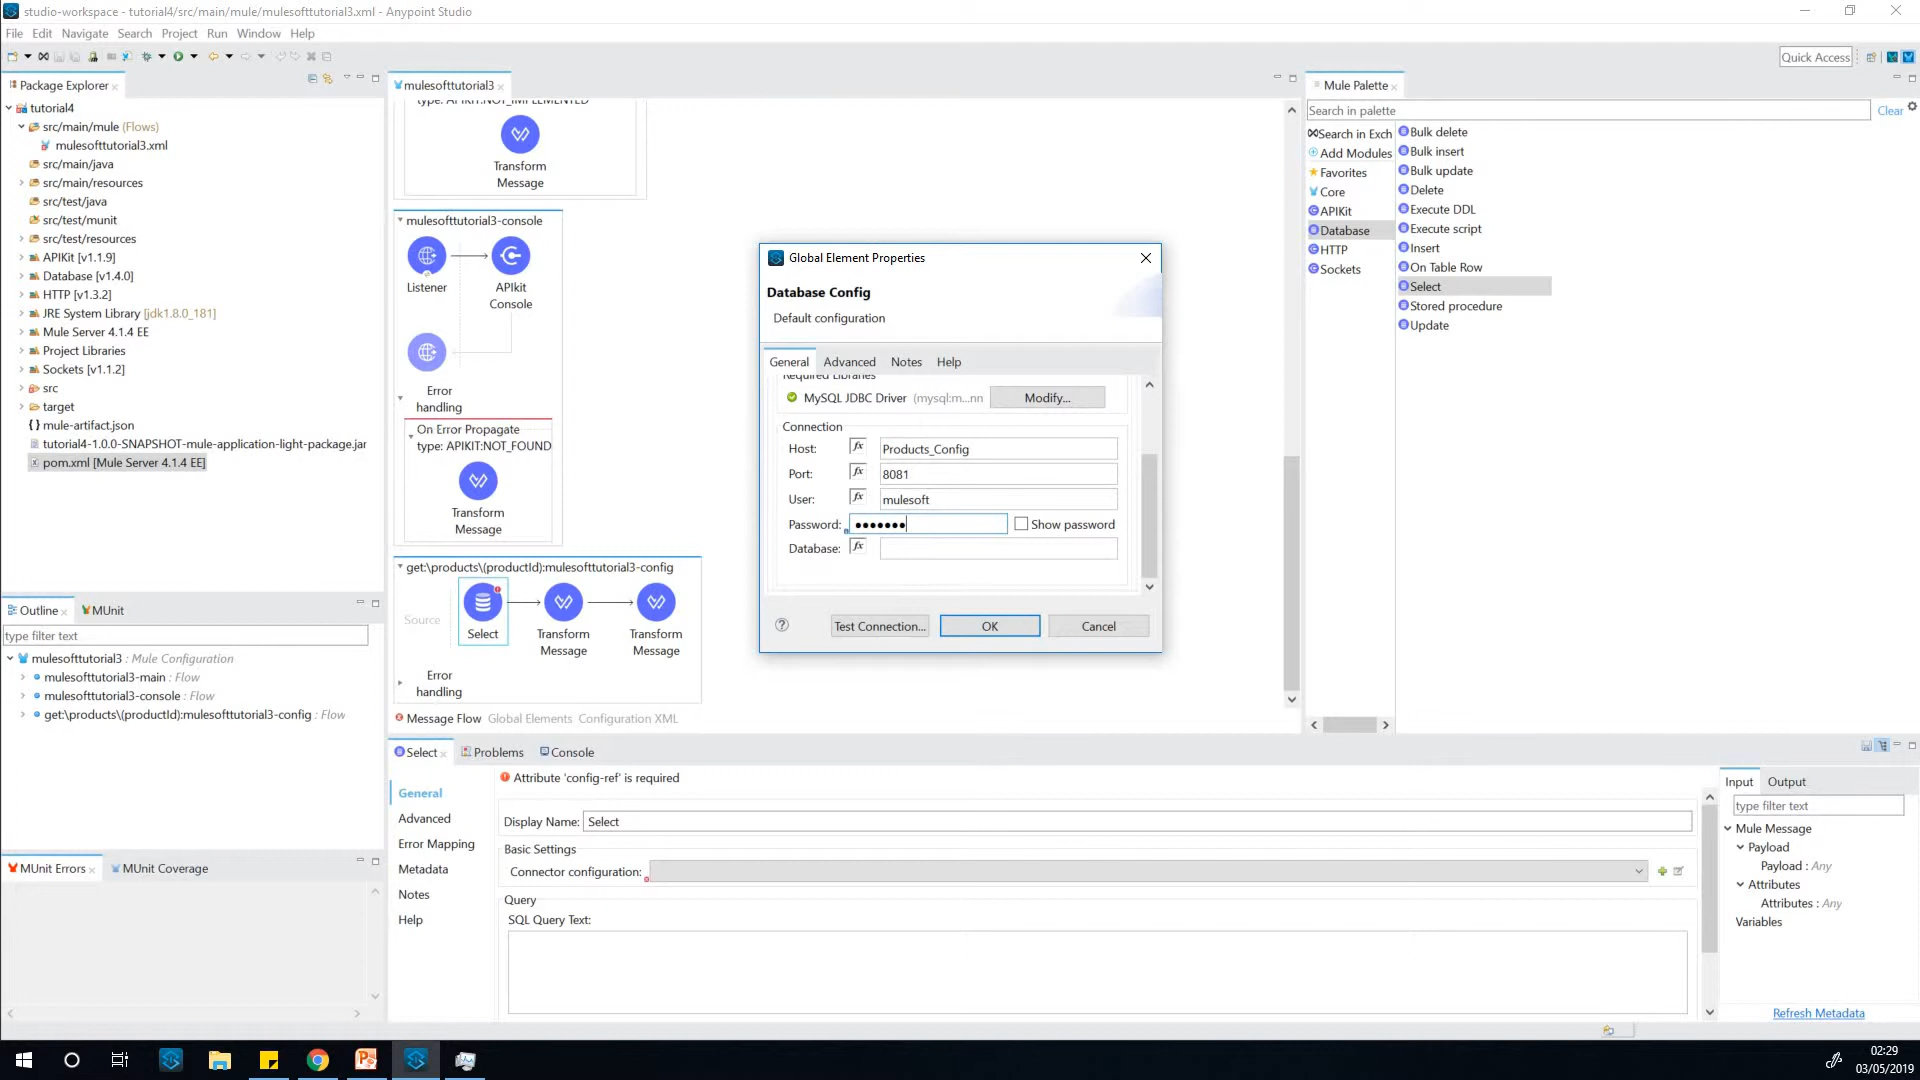 studio-workspace - tutorial4/src/main/mule/mulesofttutorial3.xml - Anypoint Studio
File Edit Navigate Search Project Run Window Help
Quick Access
Package Explorer
tutorial4
src/main/mule (Flows)
mulesofttutorial3.xml
src/main/java
src/main/resources
src/test/java
src/test/munit
src/test/resources
APIKit [v1.1.9]
Database [v1.4.0]
HTTP [v1.3.2]
JRE System Library [jdk1.8.0_181]
Mule Server 4.1.4 EE
Project Libraries
Sockets [v1.1.2]
src
target
mule-artifact.json
tutorial4-1.0.0-SNAPSHOT-mule-application-light-package.jar
pom.xml [Mule Server 4.1.4 EE]
Outline
MUnit
type filter text
mulesofttutorial3 : Mule Configuration
mulesofttutorial3-main : Flow
mulesofttutorial3-console : Flow
get:\products\(productId):mulesofttutorial3-config : Flow
MUnit Errors
MUnit Coverage
mulesofttutorial3
type: APIKIT:NOT_IMPLEMENTED
Transform
Message
mulesofttutorial3-console
Listener
APIkit
Console
Error
handling
On Error Propagate
type: APIKIT:NOT_FOUND
Transform
Message
get:\products\(productId):mulesofttutorial3-config
Source
Select
Transform
Message
Transform
Message
Error
handling
Message Flow Global Elements Configuration XML
Global Element Properties
Database Config
Default configuration
General Advanced Notes Help
Required Libraries
MySQL JDBC Driver (mysql:m...nn
Modify...
Connection
Host: fx Products_Config
Port: fx 8081
User: fx mulesoft
Password: •••••••
Show password
Database: fx
Test Connection... OK Cancel
Mule Palette
Search in palette
Clear
Search in Exch
Add Modules
Favorites
Core
APIKit
Database
HTTP
Sockets
Bulk delete
Bulk insert
Bulk update
Delete
Execute DDL
Execute script
Insert
On Table Row
Select
Stored procedure
Update
Select Problems Console
Attribute 'config-ref' is required
General
Advanced
Error Mapping
Metadata
Notes
Help
Display Name: Select
Basic Settings
Connector configuration:
Query
SQL Query Text:
Input Output
type filter text
Mule Message
Payload
Payload : Any
Attributes
Attributes : Any
Variables
Refresh Metadata
02:29
03/05/2019